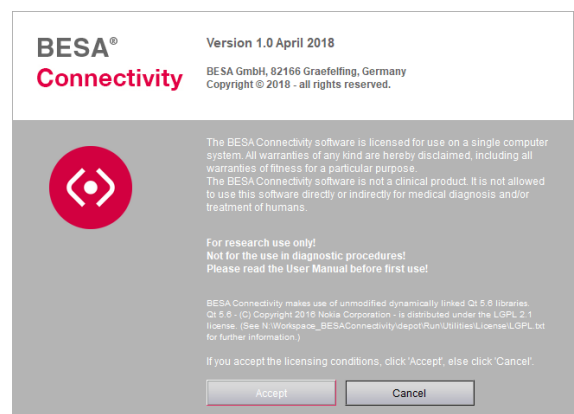 BESA®
Connectivity
Version 1.0 April 2018
BESA GmbH, 82166 Graefelfing, Germany
Copyright © 2018 - all rights reserved.
The BESA Connectivity software is licensed for use on a single computer
system. All warranties of any kind are hereby disclaimed, including all
warranties of fitness for a particular purpose.
The BESA Connectivity software is not a clinical product. It is not allowed
to use this software directly or indirectly for medical diagnosis and/or
treatment of humans.
For research use only!
Not for the use in diagnostic procedures!
Please read the User Manual before first use!
BESA Connectivity makes use of unmodified dynamically linked Qt 5.6 libraries.
Qt 5.6 - (C) Copyright 2016 Nokia Corporation - is distributed under the LGPL 2.1
license. (See N:\Workspace_BESAConnectivity\depot\Run\Utilities\License\LGPL.txt
for further information.)
If you accept the licensing conditions, click 'Accept', else click 'Cancel'.
Accept
Cancel